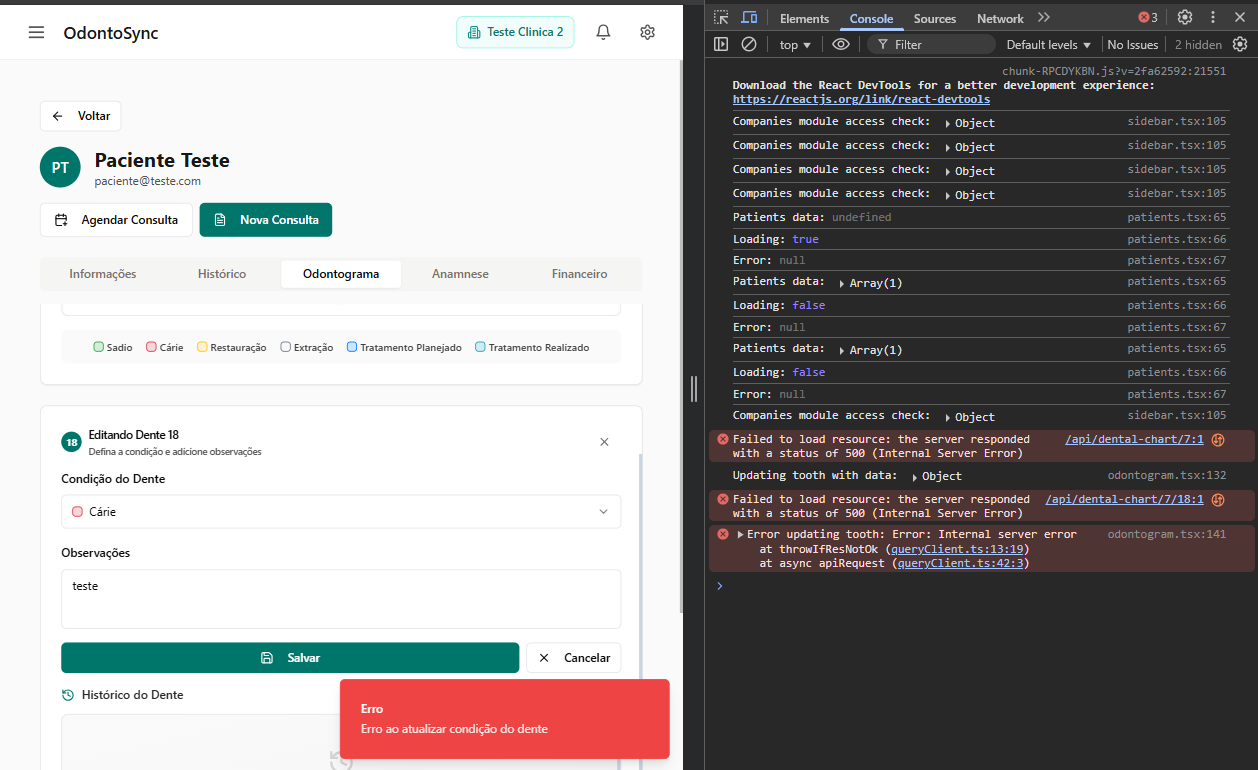 OdontoSync
Teste Clinica 2
Voltar
PT
Paciente Teste
paciente@teste.com
Agendar Consulta
Nova Consulta
Informações
Histórico
Odontograma
Anamnese
Financeiro
Sadio
Cárie
Restauração
Extração
Tratamento Planejado
Tratamento Realizado
18
Editando Dente 18
Defina a condição e adicione observações
Condição do Dente
Cárie
Observações
teste
Salvar
Cancelar
Histórico do Dente
Erro
Erro ao atualizar condição do dente
Elements Console Sources Network 3
top Filter Default levels No Issues 2 hidden
chunk-RPCDYKBN.js?v=2fa62592:21551
Download the React DevTools for a better development experience:
https://reactjs.org/link/react-devtools
Companies module access check: Object sidebar.tsx:105
Companies module access check: Object sidebar.tsx:105
Companies module access check: Object sidebar.tsx:105
Companies module access check: Object sidebar.tsx:105
Patients data: undefined patients.tsx:65
Loading: true patients.tsx:66
Error: null patients.tsx:67
Patients data: Array(1) patients.tsx:65
Loading: false patients.tsx:66
Error: null patients.tsx:67
Patients data: Array(1) patients.tsx:65
Loading: false patients.tsx:66
Error: null patients.tsx:67
Companies module access check: Object sidebar.tsx:105
Failed to load resource: the server responded /api/dental-chart/7:1
with a status of 500 (Internal Server Error)
Updating tooth with data: Object odontogram.tsx:132
Failed to load resource: the server responded /api/dental-chart/7/18:1
with a status of 500 (Internal Server Error)
Error updating tooth: Error: Internal server error odontogram.tsx:141
at throwIfResNotOk (queryClient.ts:13:19)
at async apiRequest (queryClient.ts:42:3)